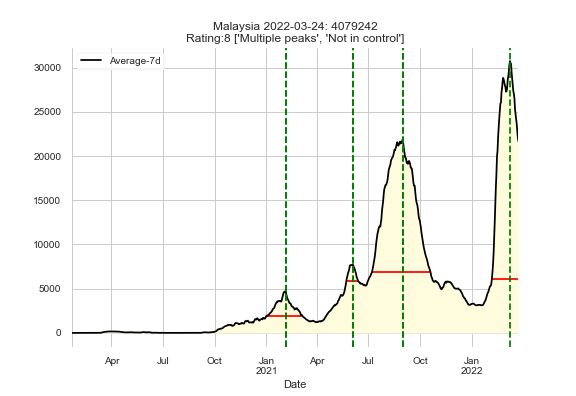 Malaysia 2022-03-24: 4079242
Rating:8 ['Multiple peaks', 'Not in control']
Average-7d
30000
25000
20000
15000
10000
5000
0
Apr Jul Oct Jan Apr Jul Oct Jan
2021 2022
Date